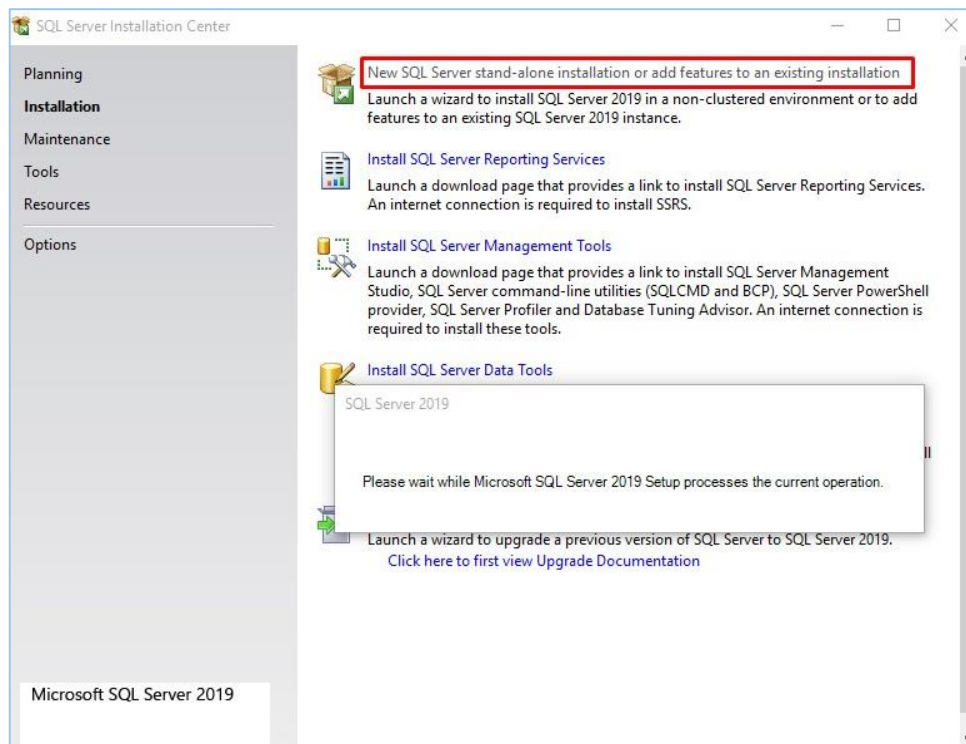 SQL Server Installation Center
Planning
Installation
Maintenance
Tools
Resources
Options
New SQL Server stand-alone installation or add features to an existing installation
Launch a wizard to install SQL Server 2019 in a non-clustered environment or to add
features to an existing SQL Server 2019 instance.
Install SQL Server Reporting Services
Launch a download page that provides a link to install SQL Server Reporting Services.
An internet connection is required to install SSRS.
Install SQL Server Management Tools
Launch a download page that provides a link to install SQL Server Management
Studio, SQL Server command-line utilities (SQLCMD and BCP), SQL Server PowerShell
provider, SQL Server Profiler and Database Tuning Advisor. An internet connection is
required to install these tools.
Install SQL Server Data Tools
SQL Server 2019
Please wait while Microsoft SQL Server 2019 Setup processes the current operation.
Launch a wizard to upgrade a previous version of SQL Server to SQL Server 2019.
Click here to first view Upgrade Documentation
Microsoft SQL Server 2019